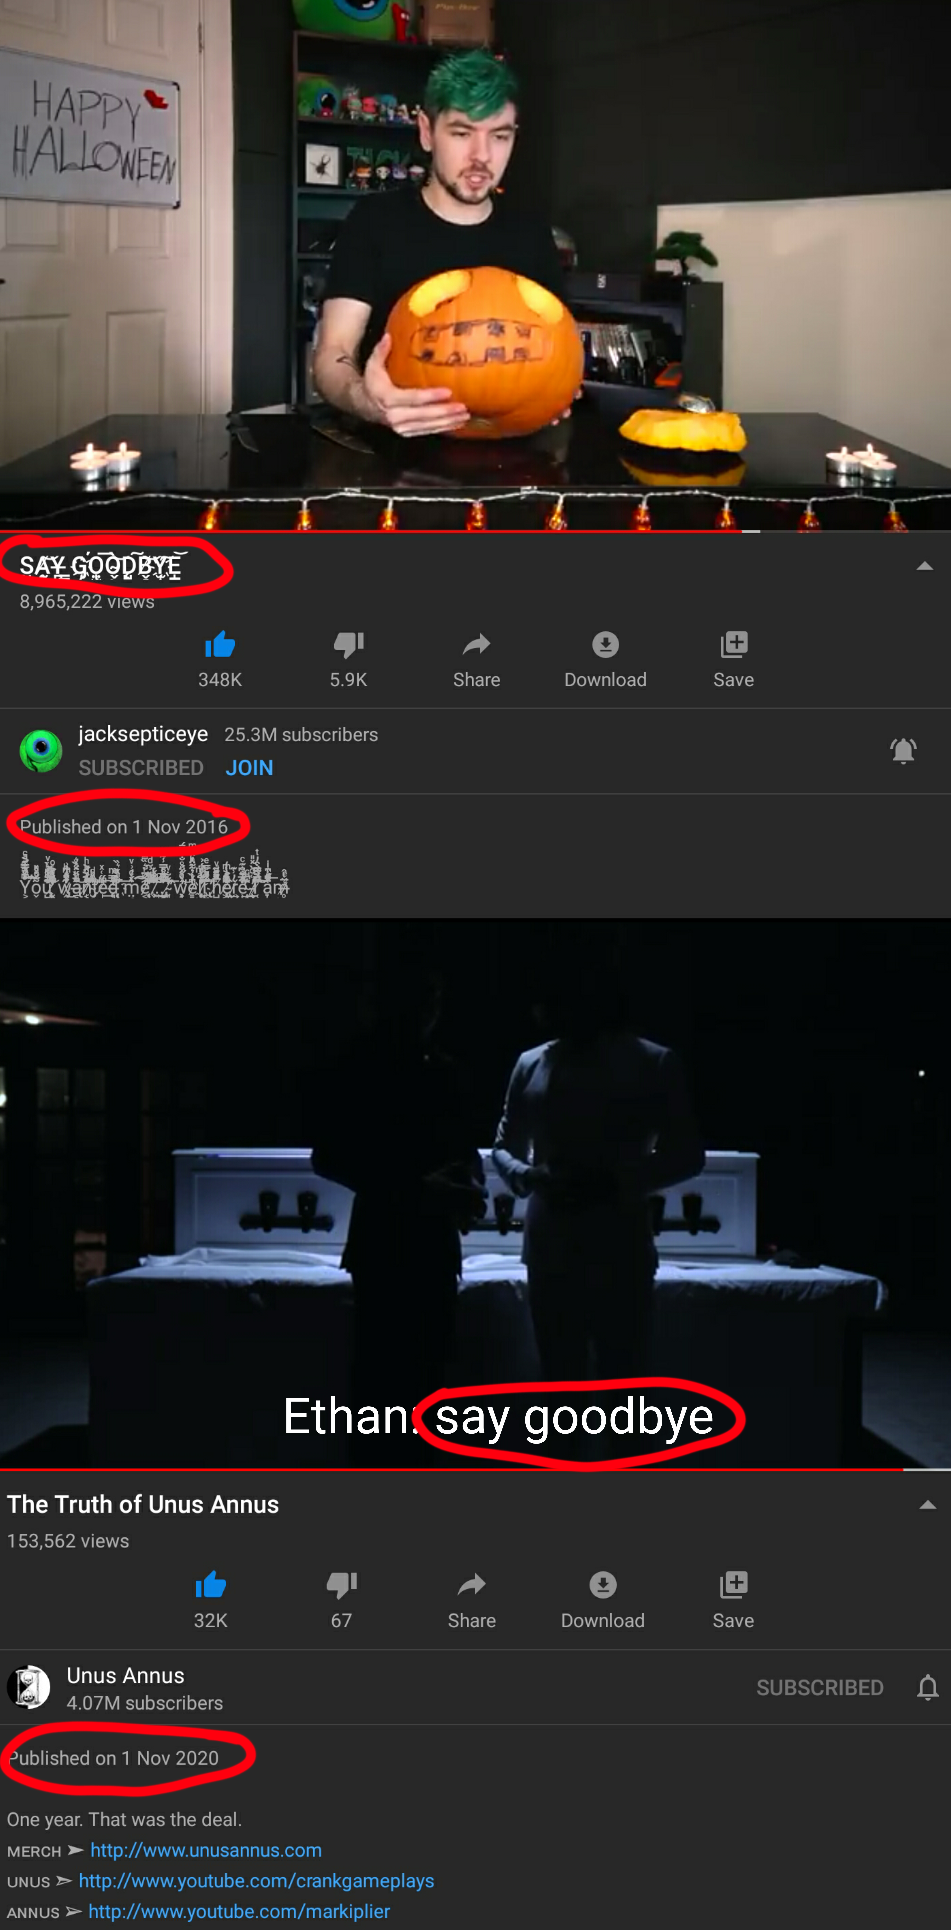 HAPPY
HALLOWEEN
SAY GOODBYE
8,965,222 views
348K 5.9K Share Download Save
jacksepticeye 25.3M subscribers
SUBSCRIBED JOIN
Published on 1 Nov 2016
You wanted me.. well here I am
Ethan: say goodbye
The Truth of Unus Annus
153,562 views
32K 67 Share Download Save
Unus Annus
4.07M subscribers
SUBSCRIBED
Published on 1 Nov 2020
One year. That was the deal.
MERCH ➣ http://www.unusannus.com
UNUS ➣ http://www.youtube.com/crankgameplays
ANNUS ➣ http://www.youtube.com/markiplier